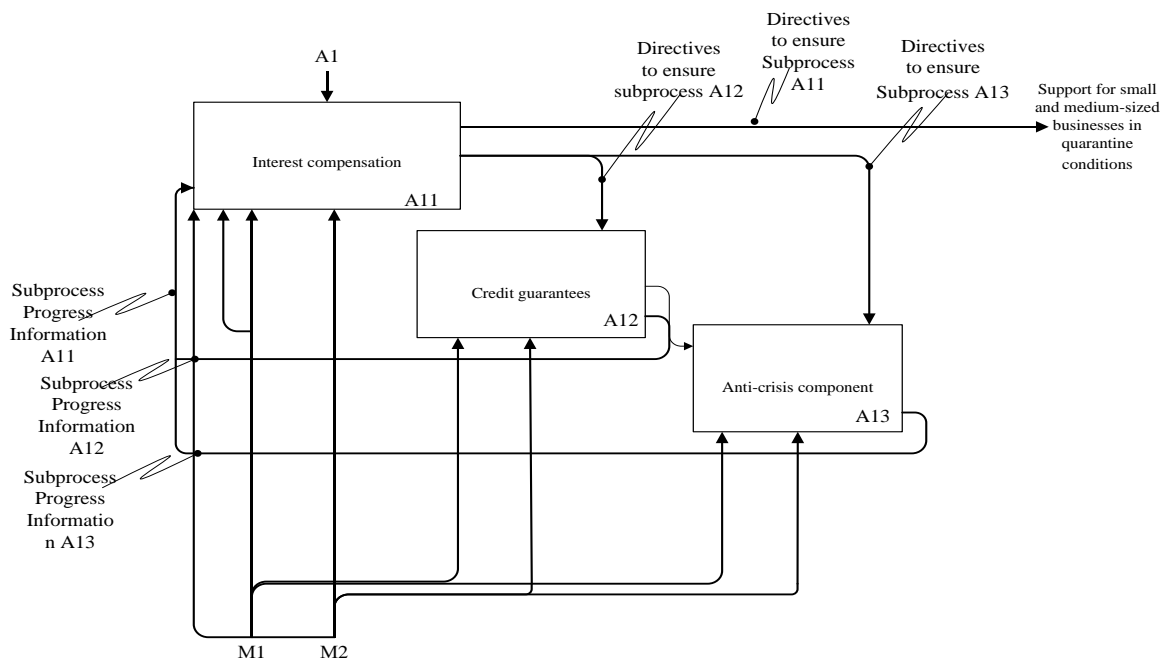 A1
Directives
to ensure
subprocess A12
Directives
to ensure
Subprocess
A11
Directives
to ensure
Subprocess A13
Support for small
and medium-sized
businesses in
quarantine
conditions
Interest compensation
A11
Credit guarantees
A12
Anti-crisis component
A13
Subprocess
Progress
Information
A11
Subprocess
Progress
Information
A12
Subprocess
Progress
Informatio
n A13
M1
M2